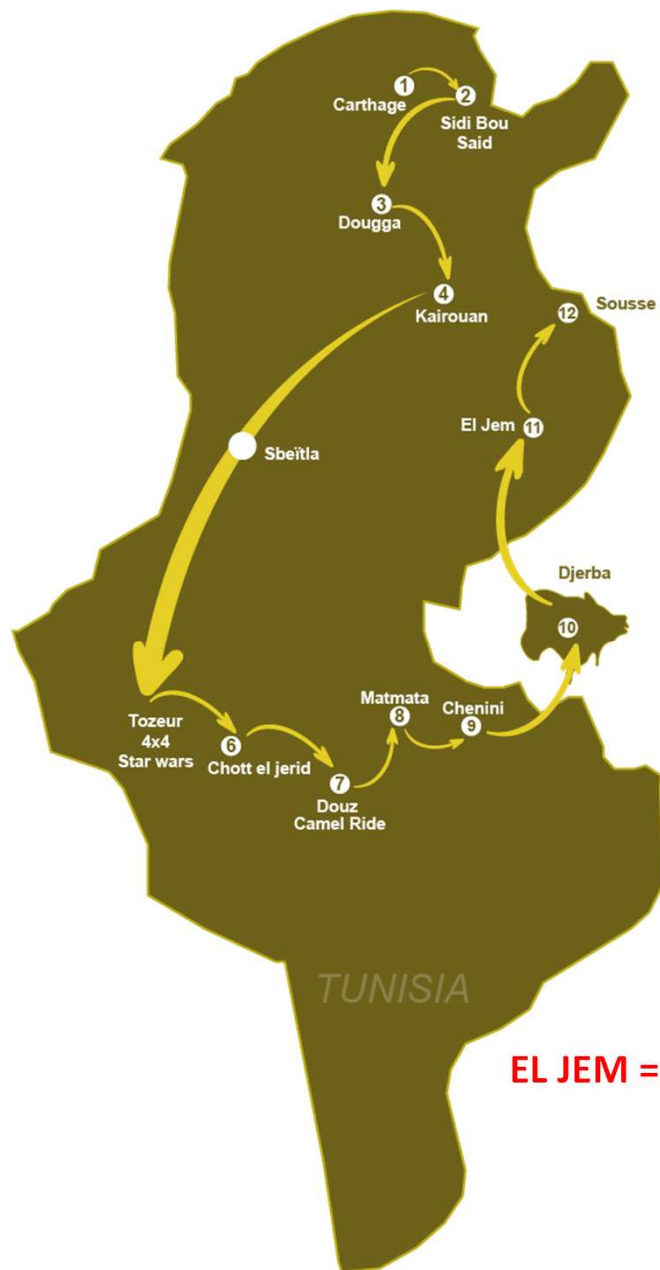 1
Carthage
2
Sidi Bou
Said
3
Dougga
4
Kairouan
12
Sousse
El Jem
11
Sbeïtla
Djerba
10
Tozeur
4x4
Star wars
6
Chott el jerid
7
Douz
Camel Ride
Matmata
8
Chenini
9
TUNISIA
EL JEM =